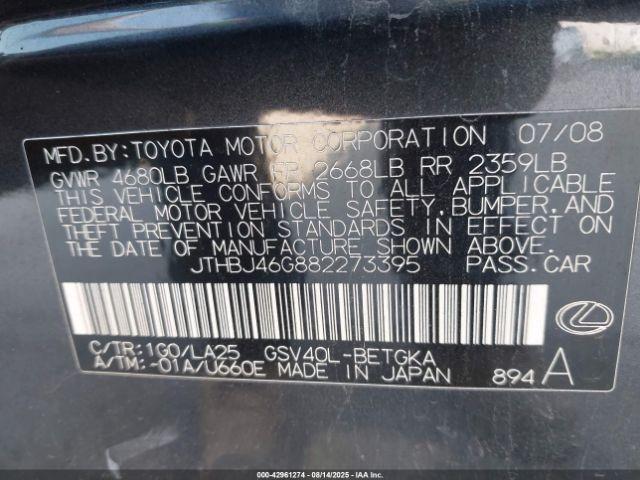 MFD. BY: TOYOTA MOTOR CORPORATION 07/08
GVWR 4680LB GAWR FR 2668LB RR 2359LB
THIS VEHICLE CONFORMS TO ALL APPLICABLE
FEDERAL MOTOR VEHICLE SAFETY, BUMPER, AND
THEFT PREVENTION STANDARDS IN EFFECT ON
THE DATE OF MANUFACTURE SHOWN ABOVE.
JTHBJ46G882273395 PASS. CAR
C/TR: 1G0/LA25 GSV40L-BETGKA
A/TM: -01A/U660E MADE IN JAPAN 894 A
000-42961274 - 08/14/2025 - IAAI.COM